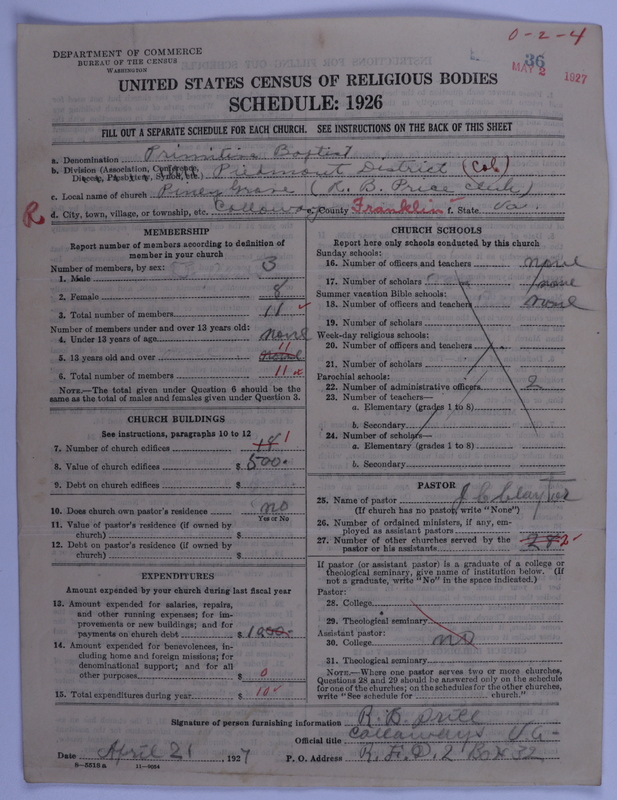 0-2-4
DEPARTMENT OF COMMERCE
BUREAU OF THE CENSUS
WASHINGTON
36
MAY 2 1927
UNITED STATES CENSUS OF RELIGIOUS BODIES
SCHEDULE: 1926
FILL OUT A SEPARATE SCHEDULE FOR EACH CHURCH. SEE INSTRUCTIONS ON THE BACK OF THIS SHEET
a. Denomination Primitive Baptist
b. Division (Association, Conference, Diocese, Presbytery, Synod, etc.) Piedmont District (Col)
c. Local name of church Piney Grove (R. B. Price Clerk)
R d. City, town, village, or township, etc. Callaway e. County Franklin f. State Va.
MEMBERSHIP
Report number of members according to definition of
member in your church
Number of members, by sex:
1. Male 3
2. Female 8
3. Total number of members 11
Number of members under and over 13 years old:
4. Under 13 years of age none
5. 13 years old and over none 11
6. Total number of members 11
NOTE.—The total given under Question 6 should be the
same as the total of males and females given under Question 3.
CHURCH BUILDINGS
See instructions, paragraphs 10 to 12
7. Number of church edifices 1
8. Value of church edifices $ 500.
9. Debt on church edifices $
10. Does church own pastor's residence no
Yes or No
11. Value of pastor's residence (if owned by
church) $
12. Debt on pastor's residence (if owned by
church) $
EXPENDITURES
Amount expended by your church during last fiscal year
13. Amount expended for salaries, repairs,
and other running expenses; for im-
provements or new buildings; and for
payments on church debt $ 10.00
14. Amount expended for benevolences, in-
cluding home and foreign missions; for
denominational support; and for all
other purposes $ 0
15. Total expenditures during year $ 10
CHURCH SCHOOLS
Report here only schools conducted by this church
Sunday schools:
16. Number of officers and teachers none
17. Number of scholars none
Summer vacation Bible schools:
18. Number of officers and teachers none
19. Number of scholars
Week-day religious schools:
20. Number of officers and teachers
21. Number of scholars
Parochial schools:
22. Number of administrative officers 2
23. Number of teachers—
a. Elementary (grades 1 to 8)
b. Secondary
24. Number of scholars—
a. Elementary (grades 1 to 8)
b. Secondary
PASTOR
25. Name of pastor J C Claytor
(If church has no pastor, write "None")
26. Number of ordained ministers, if any, em-
ployed as assistant pastors
27. Number of other churches served by the
pastor or his assistants 2
If pastor (or assistant pastor) is a graduate of a college or
theological seminary, give name of institution below. (If
not a graduate, write "No" in the space indicated.)
Pastor:
28. College
29. Theological seminary
Assistant pastor:
30. College no
31. Theological seminary
NOTE.—Where one pastor serves two or more churches,
Questions 28 and 29 should be answered only on the schedule
for one of the churches; on the schedules for the other churches,
write "See schedule for church."
Signature of person furnishing information R. B. Price
Official title Callaways Va.
Date April 21 1927 P. O. Address R. F. D. 2 Box 32
8-5516a 11-9664